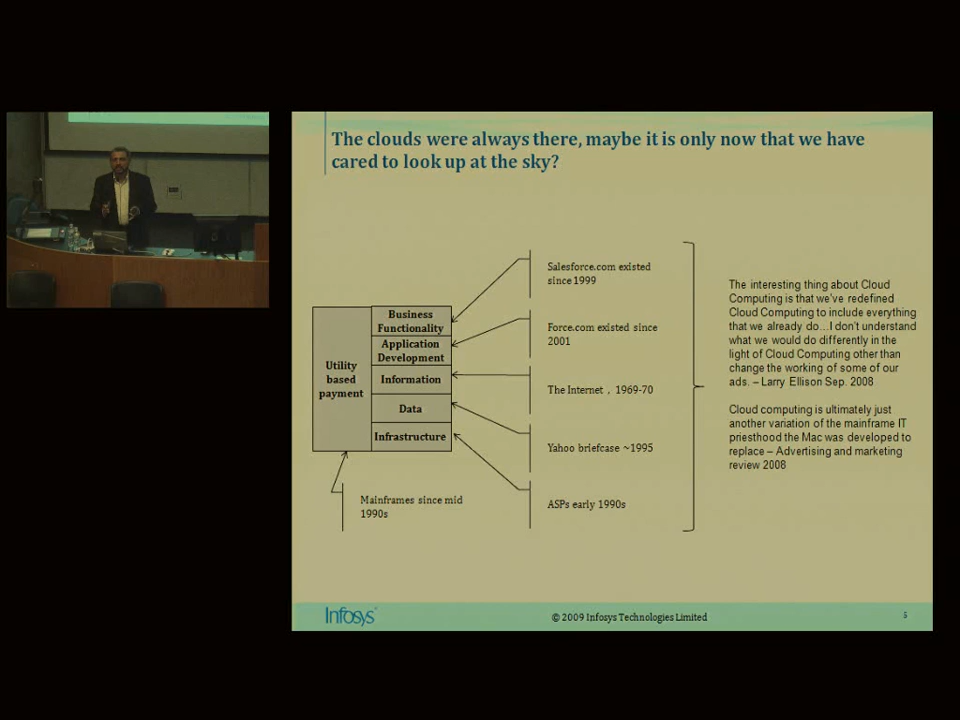 The clouds were always there, maybe it is only now that we have
cared to look up at the sky?
Utility
based
payment
Business
Functionality
Application
Development
Information
Data
Infrastructure
Mainframes since mid
1990s
Salesforce.com existed
since 1999
Force.com existed since
2001
The Internet , 1969-70
Yahoo briefcase ~1995
ASPs early 1990s
The interesting thing about Cloud
Computing is that we've redefined
Cloud Computing to include everything
that we already do...I don't understand
what we would do differently in the
light of Cloud Computing other than
change the working of some of our
ads. – Larry Ellison Sep. 2008
Cloud computing is ultimately just
another variation of the mainframe IT
priesthood the Mac was developed to
replace – Advertising and marketing
review 2008
Infosys
© 2009 Infosys Technologies Limited
5